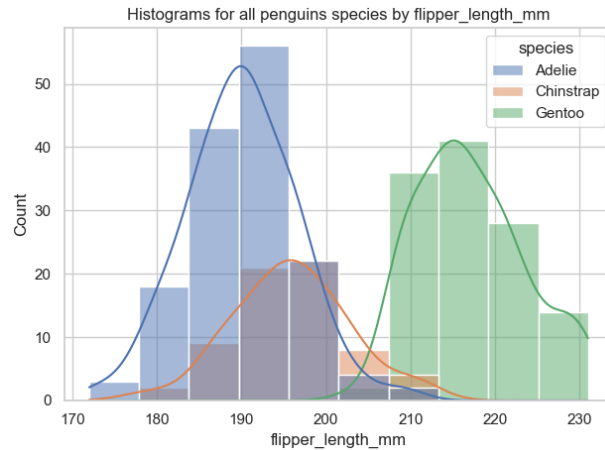 Histograms for all penguins species by flipper_length_mm
species
Adelie
Chinstrap
Gentoo
Count
50
40
30
20
10
0
170 180 190 200 210 220 230
flipper_length_mm